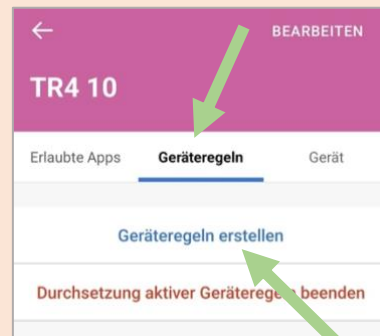 BEARBEITEN
TR4 10
Erlaubte Apps Geräteregeln Gerät
Geräteregeln erstellen
Durchsetzung aktiver Geräteregeln beenden